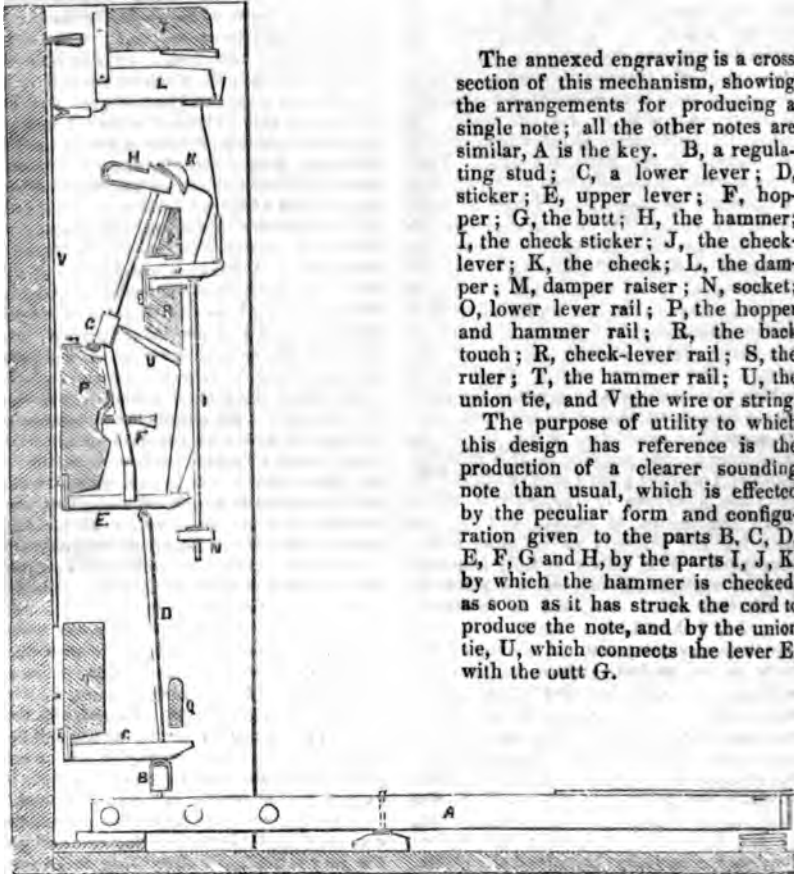 The annexed engraving is a cross
section of this mechanism, showing
the arrangements for producing a
single note; all the other notes are
similar, A is the key. B, a regula-
ting stud; C, a lower lever; D,
sticker; E, upper lever; F, hop-
per; G, the butt; H, the hammer;
I, the check sticker; J, the check-
lever; K, the check; L, the dam-
per; M, damper raiser; N, socket;
O, lower lever rail; P, the hopper
and hammer rail; R, the back
touch; R, check-lever rail; S, the
ruler; T, the hammer rail; U, the
union tie, and V the wire or string
The purpose of utility to which
this design has reference is the
production of a clearer sounding
note than usual, which is effected
by the peculiar form and configu-
ration given to the parts B, C, D
E, F, G and H, by the parts I, J, K
by which the hammer is checked
as soon as it has struck the cord to
produce the note, and by the union
tie, U, which connects the lever E
with the butt G.
L
H
K
V
G
R
U
P
F
E
N
D
Q
C
B
A